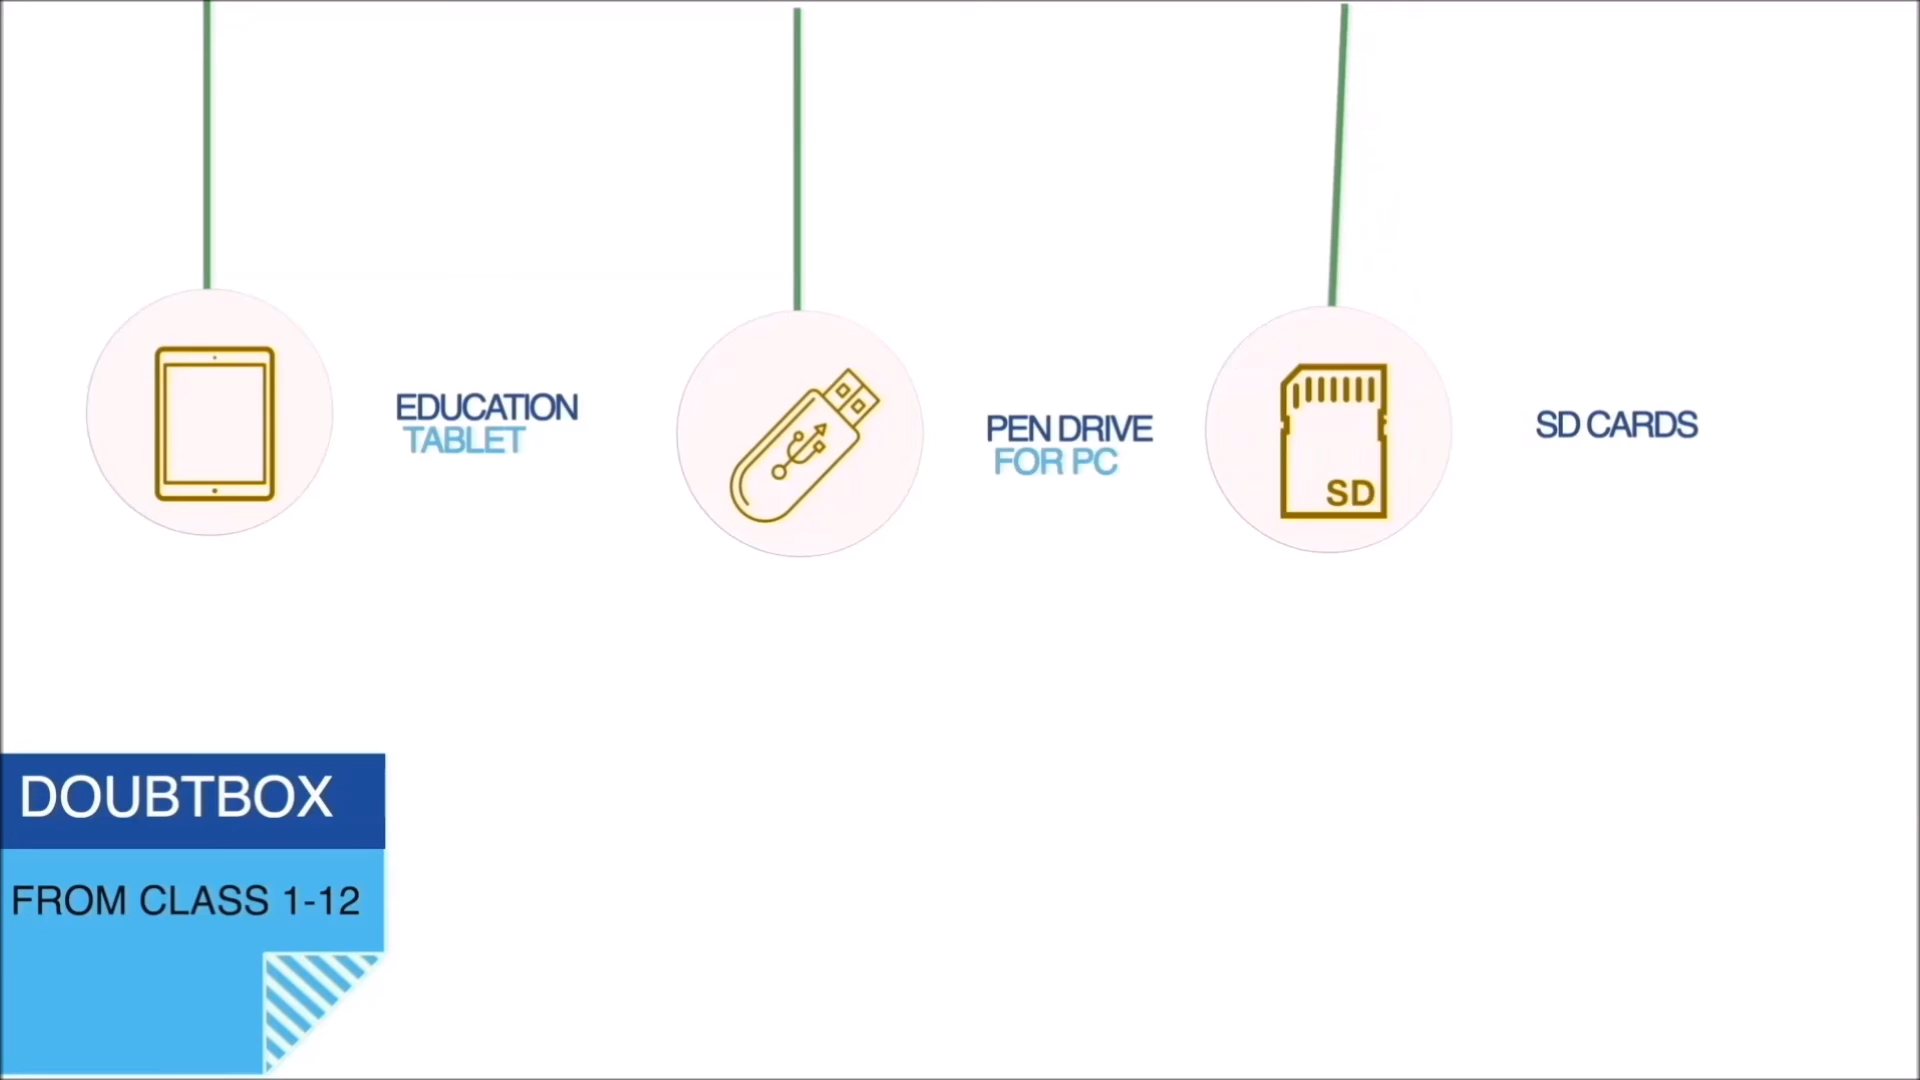 EDUCATION
TABLET
PEN DRIVE
FOR PC
SD
SD CARDS
DOUBTBOX
FROM CLASS 1-12